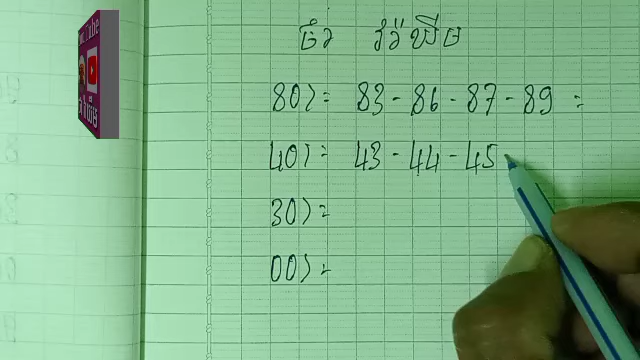 80) = 83 - 86 - 87 - 89 =
40) = 43 - 44 - 45
30) =
00) =